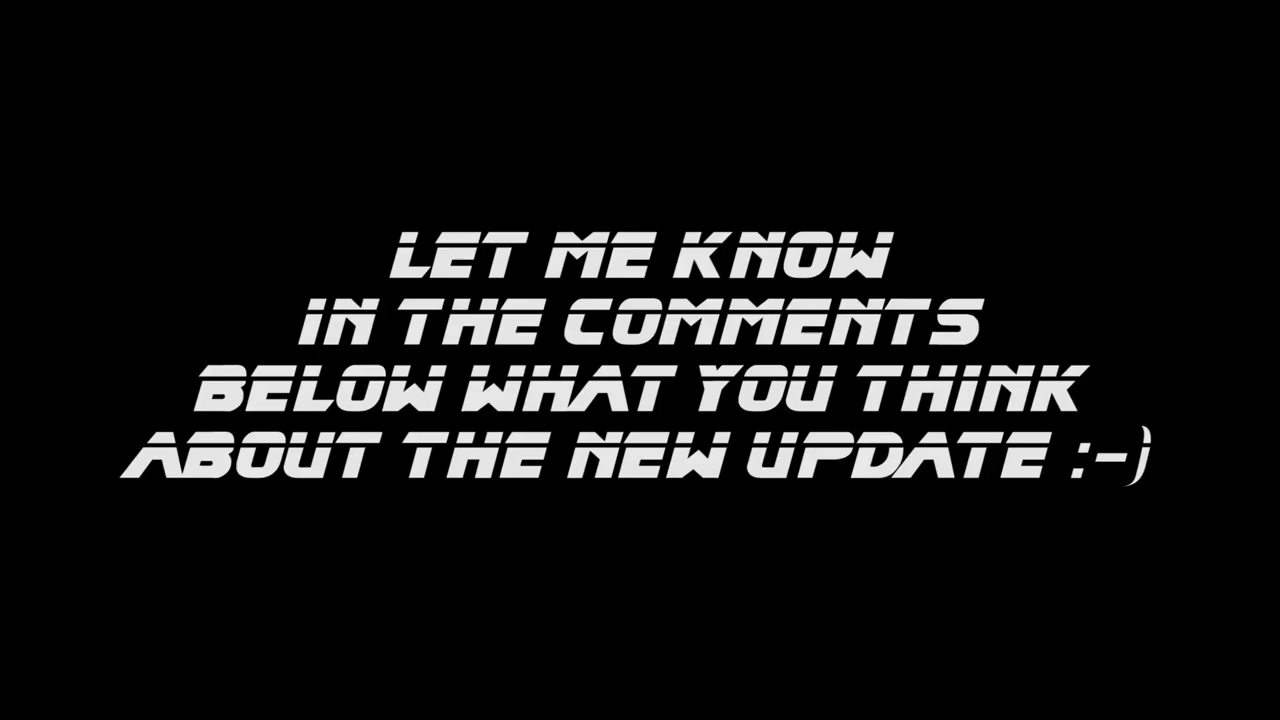 LET ME KNOW
IN THE COMMENTS
BELOW WHAT YOU THINK
ABOUT THE NEW UPDATE :-)